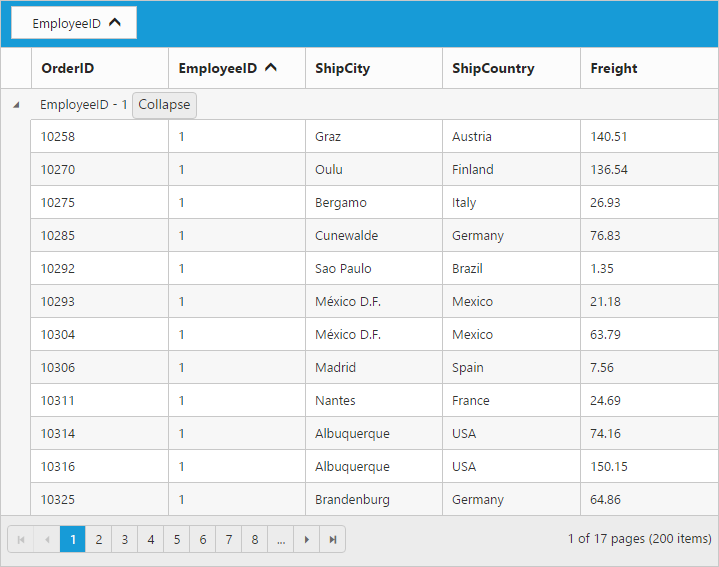 EmployeeID
OrderID EmployeeID ShipCity ShipCountry Freight
EmployeeID - 1 Collapse
10258 1 Graz Austria 140.51
10270 1 Oulu Finland 136.54
10275 1 Bergamo Italy 26.93
10285 1 Cunewalde Germany 76.83
10292 1 Sao Paulo Brazil 1.35
10293 1 México D.F. Mexico 21.18
10304 1 México D.F. Mexico 63.79
10306 1 Madrid Spain 7.56
10311 1 Nantes France 24.69
10314 1 Albuquerque USA 74.16
10316 1 Albuquerque USA 150.15
10325 1 Brandenburg Germany 64.86
1 2 3 4 5 6 7 8 ... 1 of 17 pages (200 items)